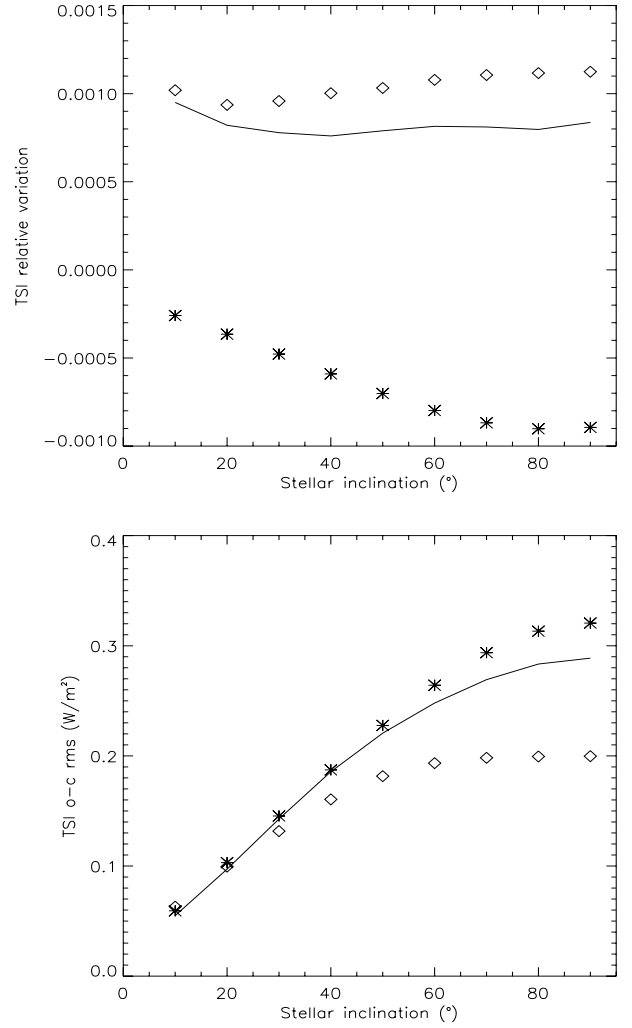 0.0015
0.0010
0.0005
0.0000
−0.0005
−0.0010
TSI relative variation
0 20 40 60 80
Stellar inclination (°)
0.4
0.3
0.2
0.1
0.0
TSI o-c rms (W/m²)
0 20 40 60 80
Stellar inclination (°)